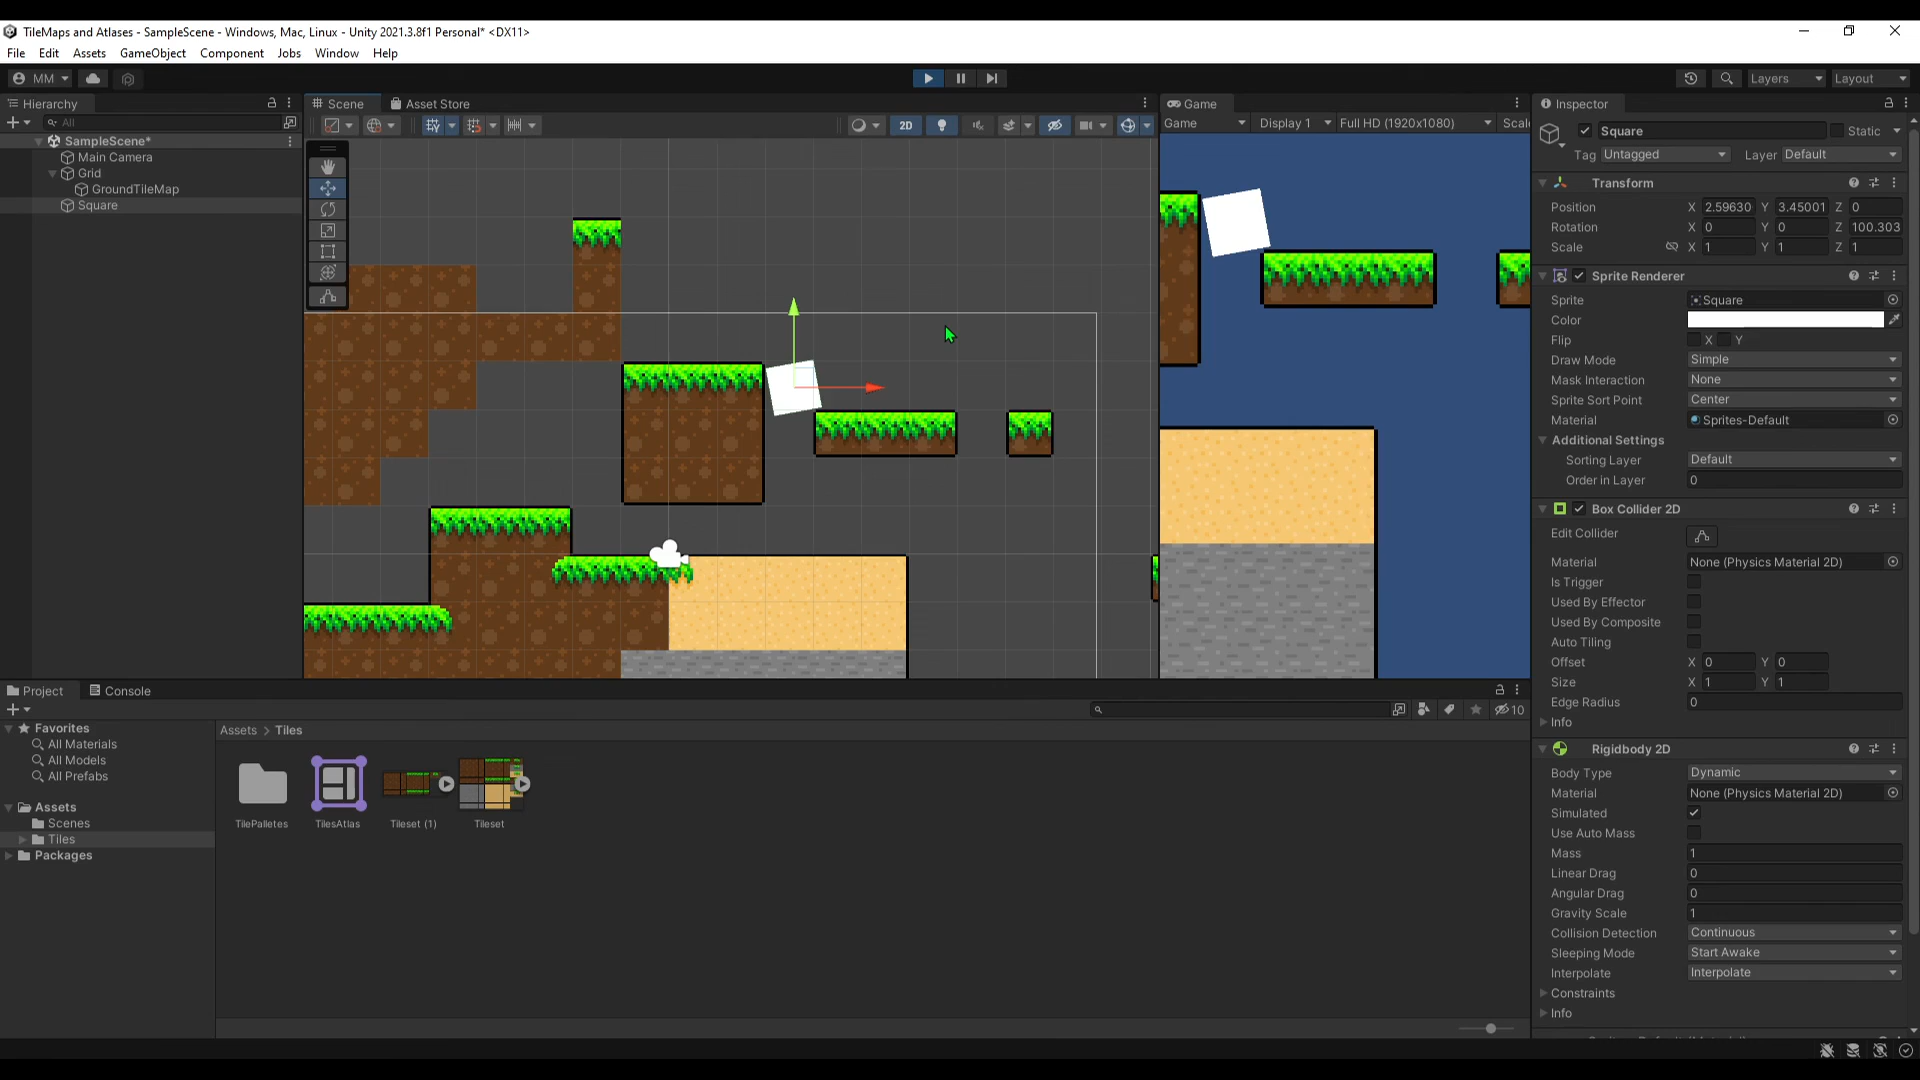 TileMaps and Atlases - SampleScene - Windows, Mac, Linux - Unity 2021.3.8f1 Personal* <DX11>
File Edit Assets GameObject Component Jobs Window Help
MM Layers Layout
Hierarchy
All
SampleScene*
Main Camera
Grid
GroundTileMap
Square
Scene Asset Store
2D
Game
Game Display 1 Full HD (1920x1080) Scale
Inspector
Square Static
Tag Untagged Layer Default
Transform
Position X 2.59630 Y 3.45001 Z 0
Rotation X 0 Y 0 Z 100.303
Scale X 1 Y 1 Z 1
Sprite Renderer
Sprite Square
Color
Flip X Y
Draw Mode Simple
Mask Interaction None
Sprite Sort Point Center
Material Sprites-Default
Additional Settings
Sorting Layer Default
Order in Layer 0
Box Collider 2D
Edit Collider
Material None (Physics Material 2D)
Is Trigger
Used By Effector
Used By Composite
Auto Tiling
Offset X 0 Y 0
Size X 1 Y 1
Edge Radius 0
Info
Rigidbody 2D
Body Type Dynamic
Material None (Physics Material 2D)
Simulated
Use Auto Mass
Mass 1
Linear Drag 0
Angular Drag 0
Gravity Scale 1
Collision Detection Continuous
Sleeping Mode Start Awake
Interpolate Interpolate
Constraints
Info
Project Console
10
Favorites
All Materials
All Models
All Prefabs
Assets
Scenes
Tiles
Packages
Assets > Tiles
TilePalletes TilesAtlas Tileset (1) Tileset